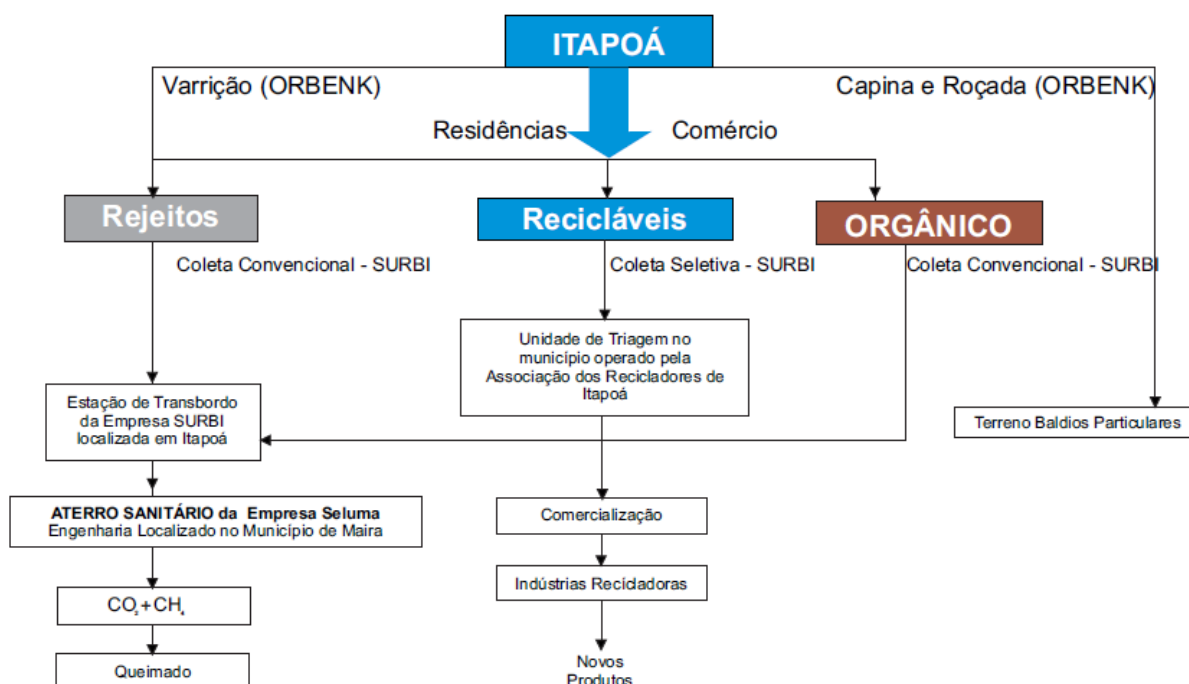 ITAPOÁ
Varrição (ORBENK)
Capina e Roçada (ORBENK)
Residências
Comércio
Rejeitos
Recicláveis
ORGÂNICO
Coleta Convencional - SURBI
Coleta Seletiva - SURBI
Coleta Convencional - SURBI
Unidade de Triagem no
município operado pela
Associação dos Recicladores de
Itapoá
Estação de Transbordo
da Empresa SURBI
localizada em Itapoá
Terreno Baldios Particulares
ATERRO SANITÁRIO da Empresa Seluma
Engenharia Localizado no Município de Maira
Comercialização
Indústrias Recicladoras
CO₂+CH₄
Queimado
Novos
Produtos